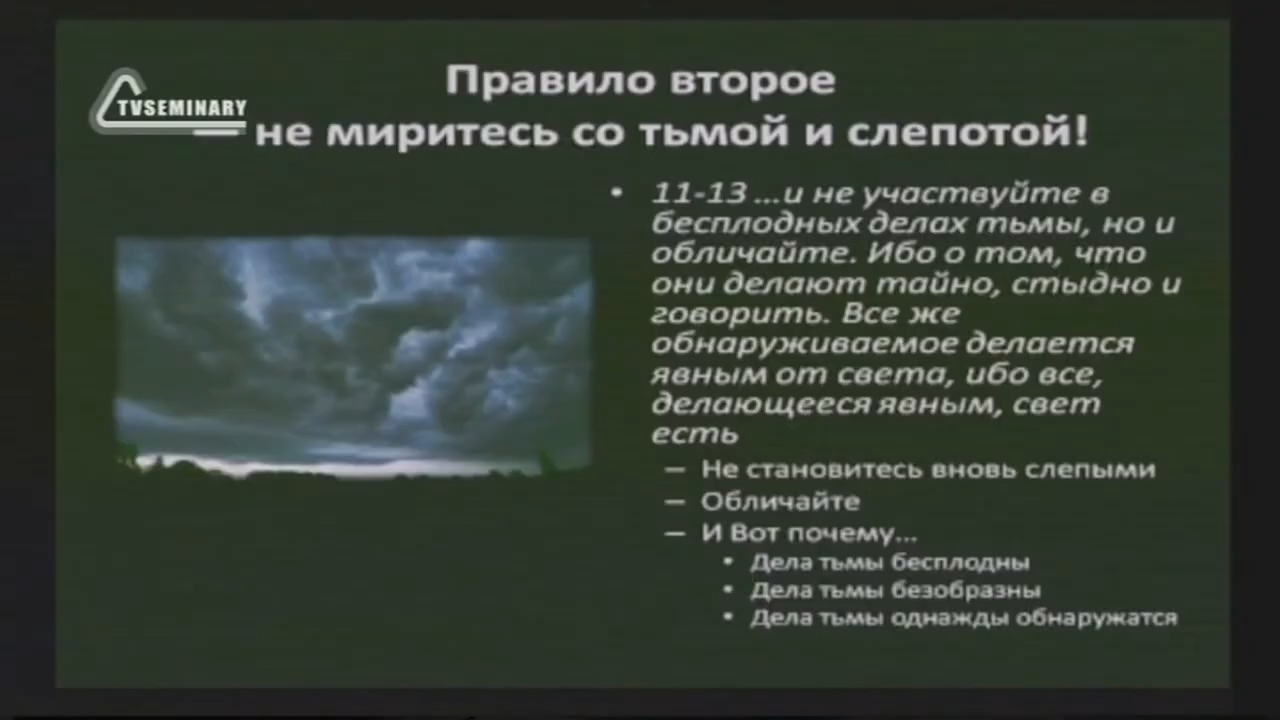 Правило второе
TVSEMINARY
не миритесь со тьмой и слепотой!
• 11-13 ...и не участвуйте в
бесплодных делах тьмы, но и
обличайте. Ибо о том, что
они делают тайно, стыдно и
говорить. Все же
обнаруживаемое делается
явным от света, ибо все,
делающееся явным, свет
есть
– Не становитесь вновь слепыми
– Обличайте
– И Вот почему...
• Дела тьмы бесплодны
• Дела тьмы безобразны
• Дела тьмы однажды обнаружатся